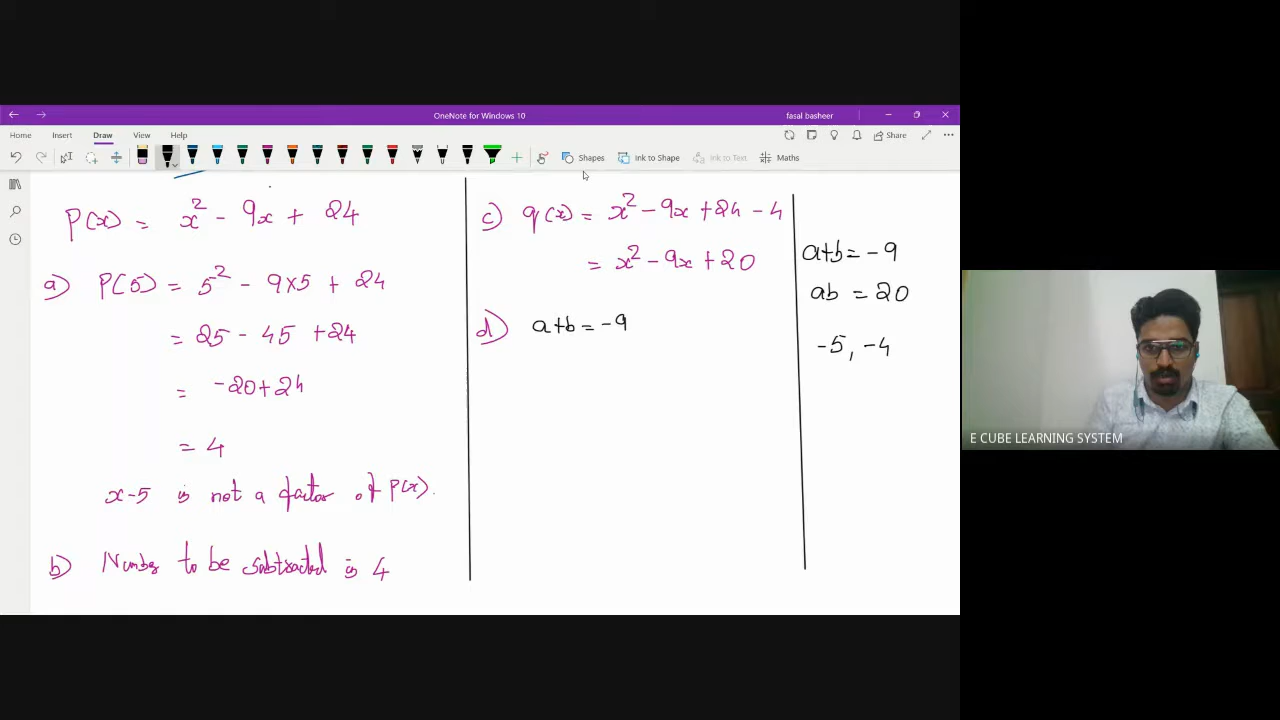 OneNote for Windows 10
fasal basheer
Home Insert Draw View Help
Share
Shapes
Ink to Shape
Ink to Text
Maths
P(x) = x² - 9x + 24
a) P(5) = 5² - 9×5 + 24
= 25 - 45 + 24
= -20+24
= 4
x-5 is not a factor of P(x).
b) Number to be subtracted is 4
c) q(x) = x² - 9x + 24 - 4
= x² - 9x + 20
d) a+b = -9
a+b = -9
ab = 20
-5, -4
E CUBE LEARNING SYSTEM